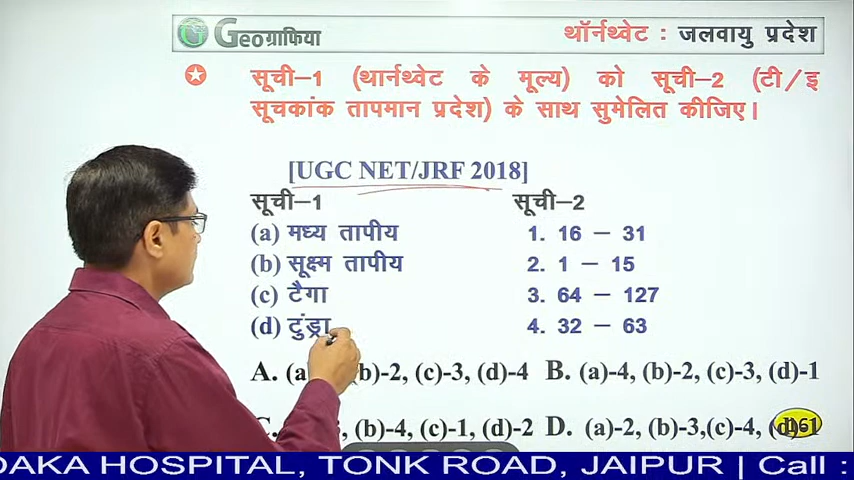 Geoग्राफिया
थॉर्नथ्वेट : जलवायु प्रदेश
सूची–1 (थार्नथ्वेट के मूल्य) को सूची–2 (टी/इ
सूचकांक तापमान प्रदेश) के साथ सुमेलित कीजिए।
[UGC NET/JRF 2018]
सूची–1 सूची–2
(a) मध्य तापीय 1. 16 – 31
(b) सूक्ष्म तापीय 2. 1 – 15
(c) टैगा 3. 64 – 127
(d) टुंड्रा 4. 32 – 63
A. (a (b)-2, (c)-3, (d)-4 B. (a)-4, (b)-2, (c)-3, (d)-1
(b)-4, (c)-1, (d)-2 D. (a)-2, (b)-3,(c)-4, (d)-1
161
DAKA HOSPITAL, TONK ROAD, JAIPUR | Call :